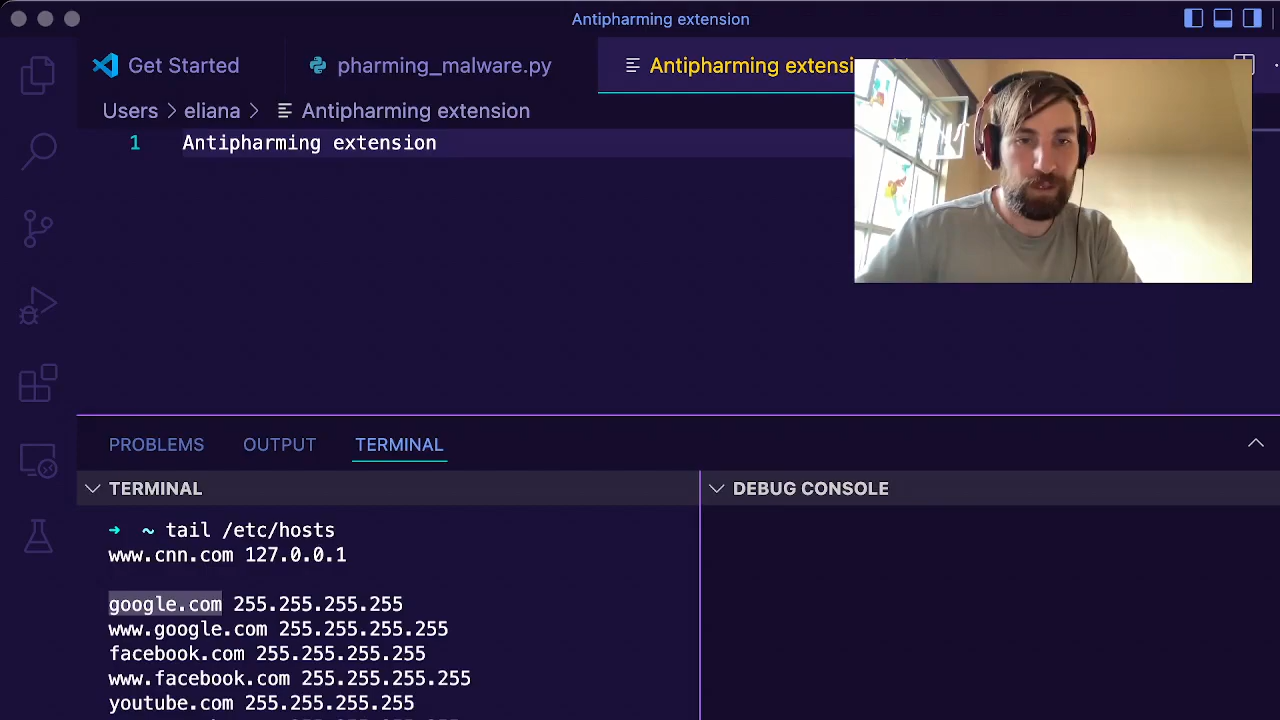 Antipharming extension
Get Started
pharming_malware.py
Antipharming extensi
Users > eliana > Antipharming extension
1 Antipharming extension
PROBLEMS OUTPUT TERMINAL
TERMINAL
DEBUG CONSOLE
➜ ~ tail /etc/hosts
www.cnn.com 127.0.0.1
google.com 255.255.255.255
www.google.com 255.255.255.255
facebook.com 255.255.255.255
www.facebook.com 255.255.255.255
youtube.com 255.255.255.255